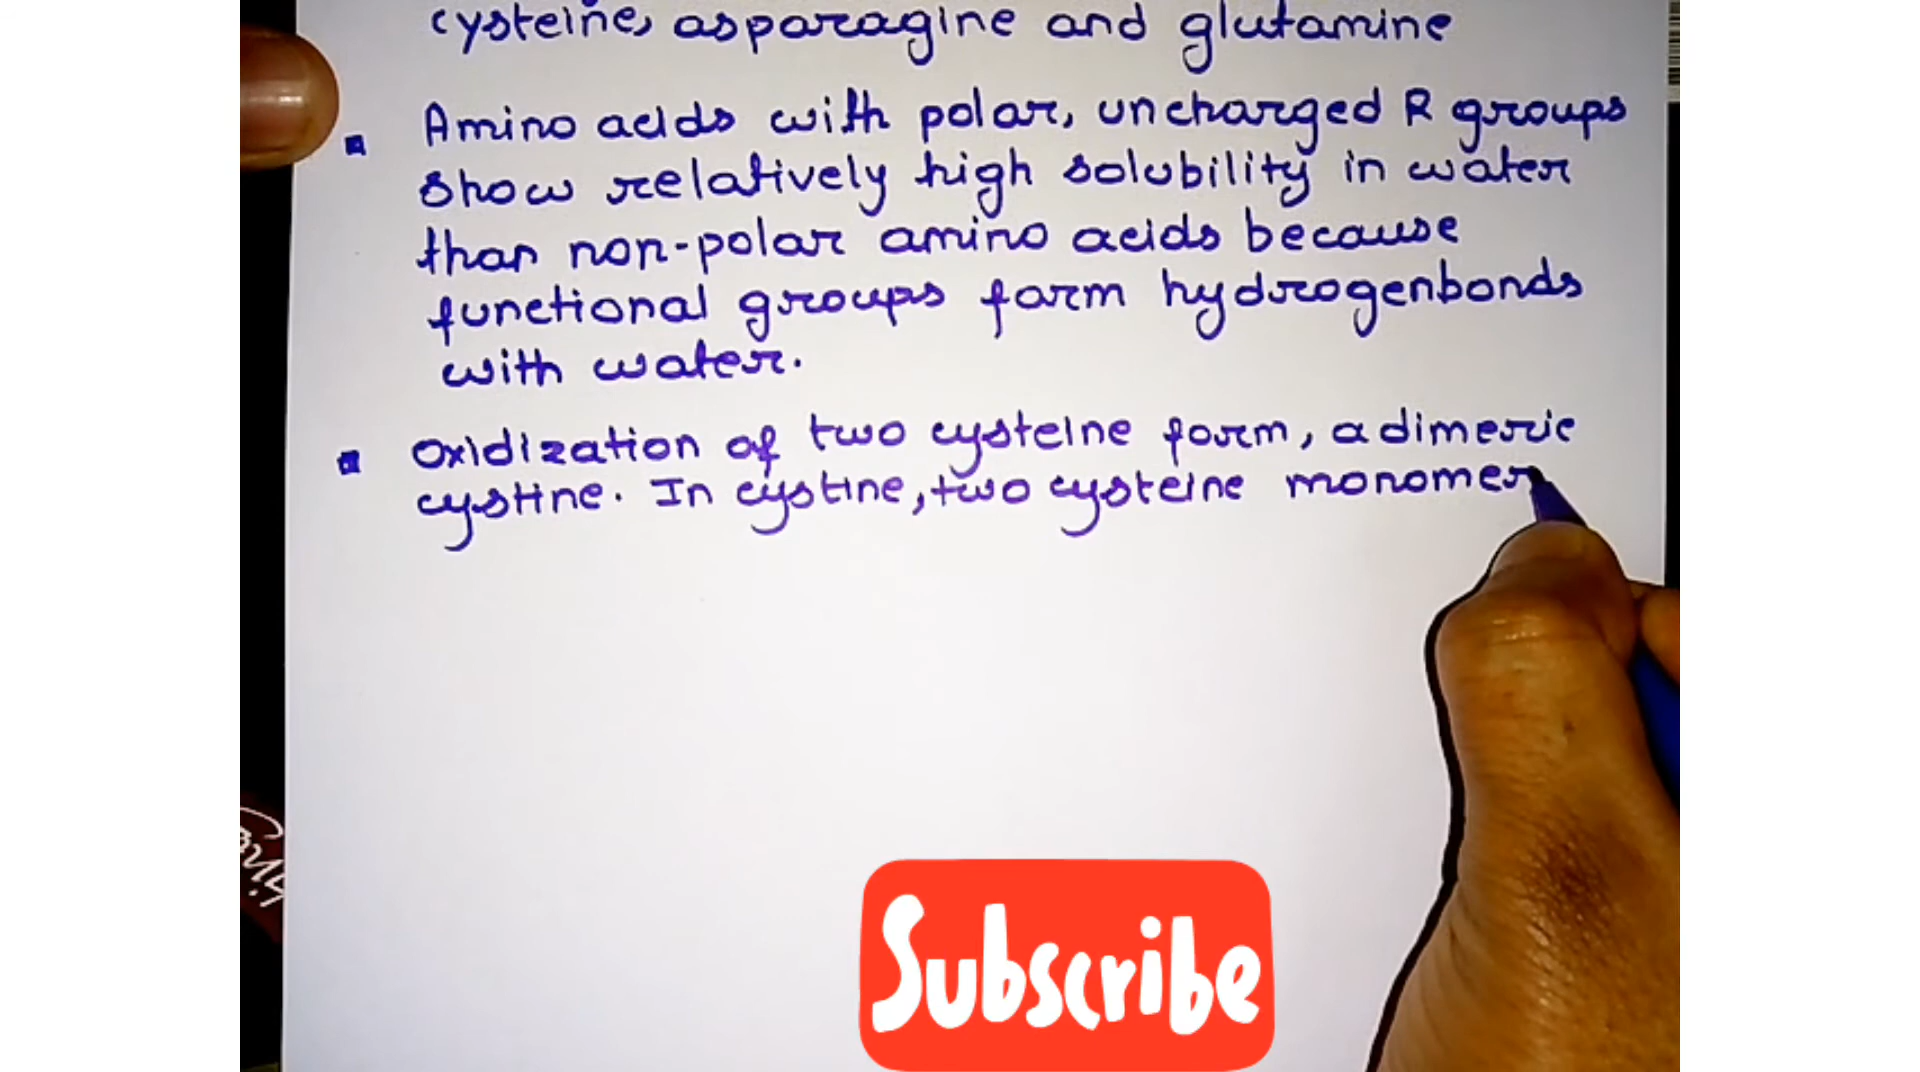 cysteine, asparagine and glutamine
Amino acids with polar, uncharged R groups
show relatively high solubility in water
than non-polar amino acids because
functional groups form hydrogenbonds
with water.
Oxidization of two cysteine form, a dimeric
cystine. In cystine, two cysteine monomer
Subscribe